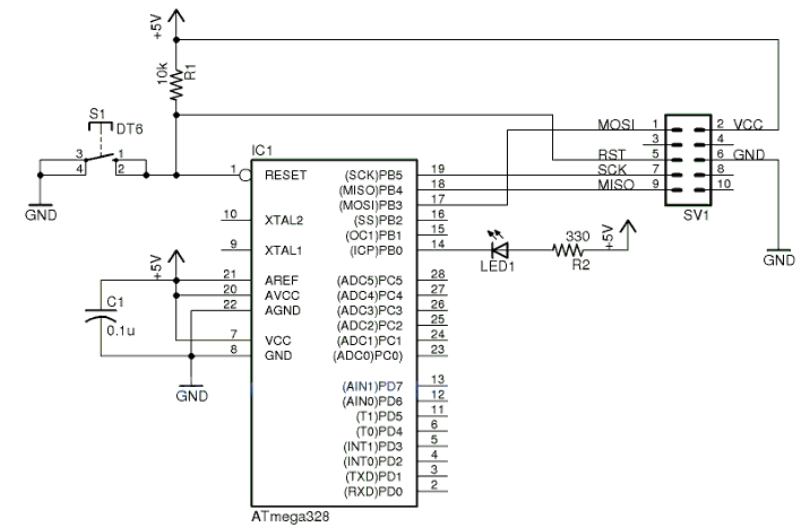 +5V
10k
R1
S1
DT6
3
1
4
2
GND
IC1
MOSI 1
2 VCC
3
4
RST 5
6 GND
SCK 7
8
MISO 9
10
SV1
GND
1 RESET
(SCK)PB5 19
(MISO)PB4 18
(MOSI)PB3 17
10 XTAL2
(SS)PB2 16
(OC1)PB1 15
9 XTAL1
(ICP)PB0 14
LED1
330
R2
+5V
+5V
21 AREF
(ADC5)PC5 28
20 AVCC
(ADC4)PC4 27
22 AGND
(ADC3)PC3 26
C1
0.1u
(ADC2)PC2 25
7 VCC
(ADC1)PC1 24
8 GND
(ADC0)PC0) 23
GND
(AIN1)PD7 13
(AIN0)PD6 12
(T1)PD5 11
(T0)PD4 6
(INT1)PD3 5
(INT0)PD2 4
(TXD)PD1 3
(RXD)PD0 2
ATmega328